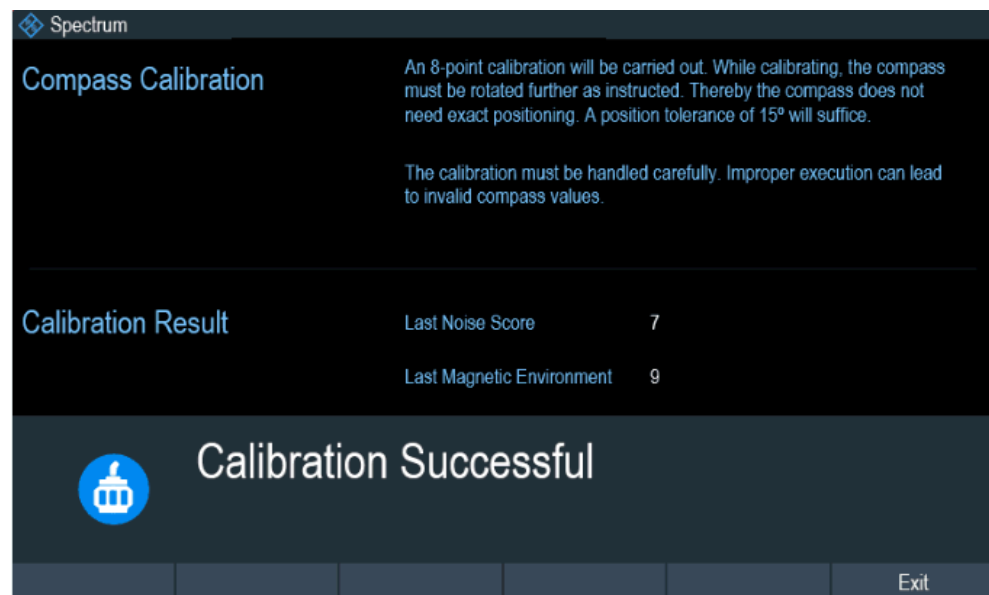 Spectrum
Compass Calibration
An 8-point calibration will be carried out. While calibrating, the compass
must be rotated further as instructed. Thereby the compass does not
need exact positioning. A position tolerance of 15º will suffice.
The calibration must be handled carefully. Improper execution can lead
to invalid compass values.
Calibration Result
Last Noise Score 7
Last Magnetic Environment 9
Calibration Successful
Exit